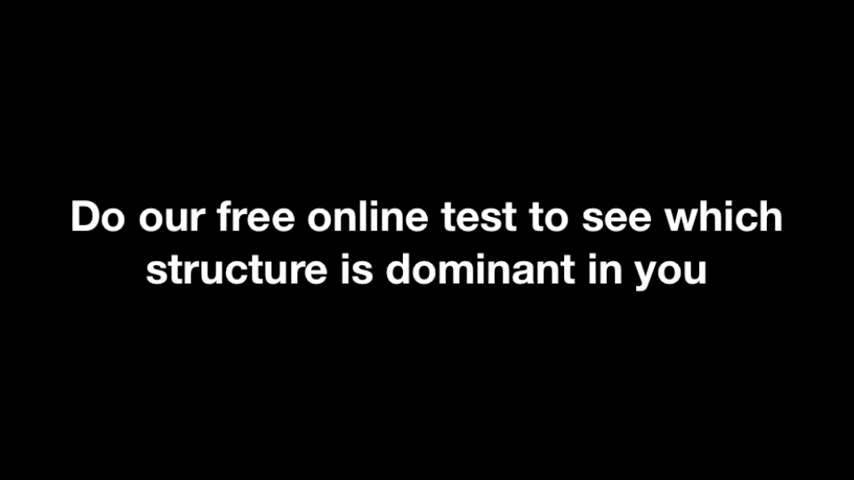 Do our free online test to see which
structure is dominant in you